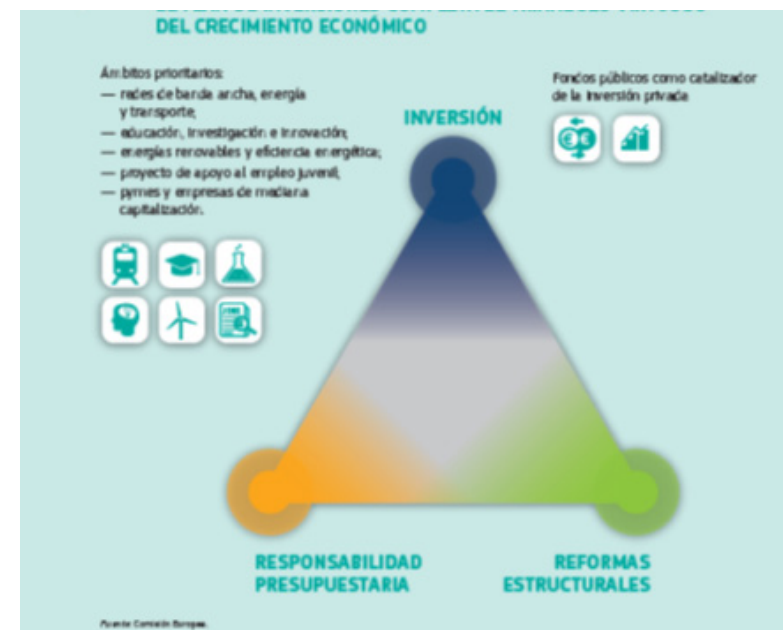 DEL CRECIMIENTO ECONÓMICO
Ámbitos prioritarios:
— redes de banda ancha, energía
y transporte;
— educación, investigación e innovación;
— energías renovables y eficiencia energética;
— proyecto de apoyo al empleo juvenil;
— pymes y empresas de mediana
capitalización.
Fondos públicos como catalizador
de la inversión privada
INVERSIÓN
RESPONSABILIDAD
PRESUPUESTARIA
REFORMAS
ESTRUCTURALES
Fuente: Comisión Europea.